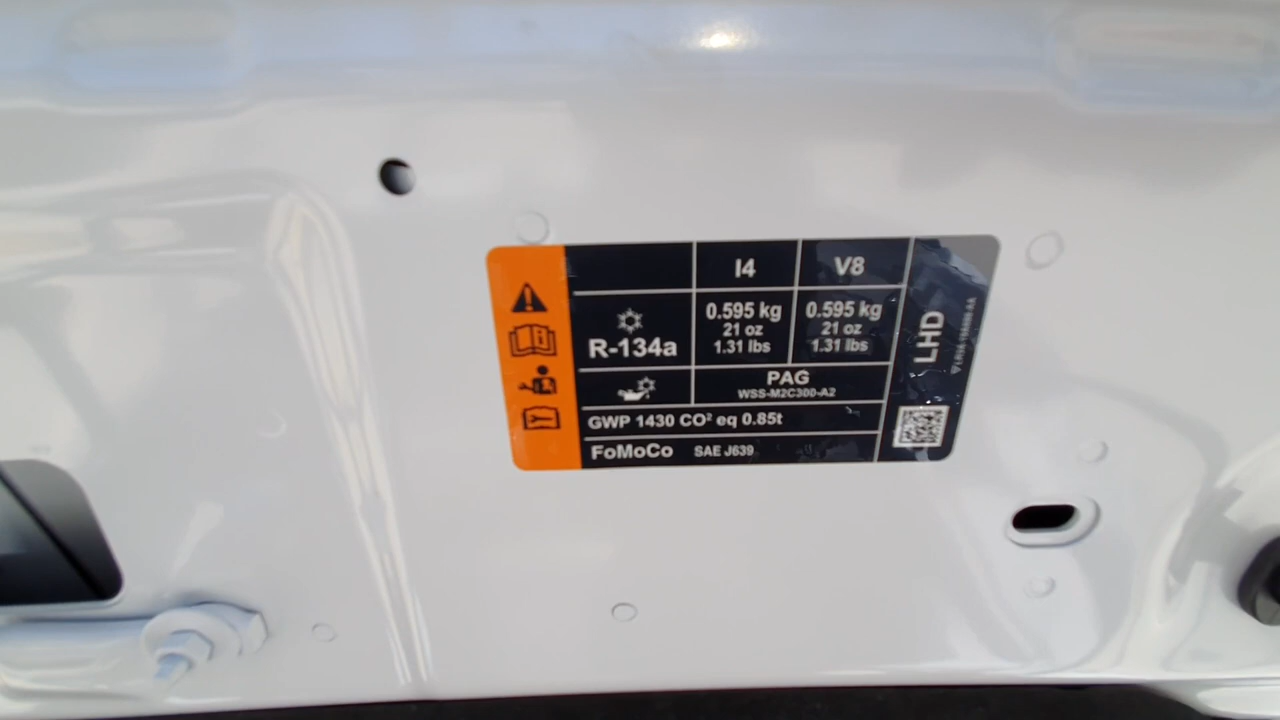 I4 V8
R-134a
0.595 kg
21 oz
1.31 lbs
0.595 kg
21 oz
1.31 lbs
PAG
WSS-M2C300-A2
GWP 1430 CO² eq 0.85t
FoMoCo SAE J639
LHD